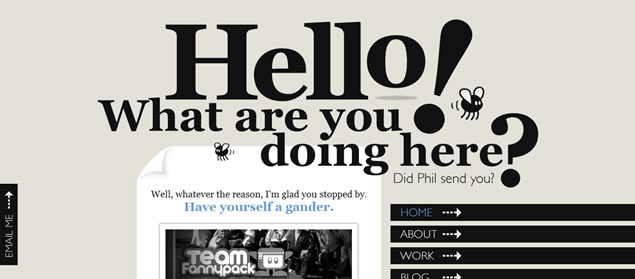 Hello!
What are you
doing here?
Did Phil send you?
Well, whatever the reason, I'm glad you stopped by.
Have yourself a gander.
TEAM
FannyPack
EMAIL ME
HOME
ABOUT
WORK
BLOG